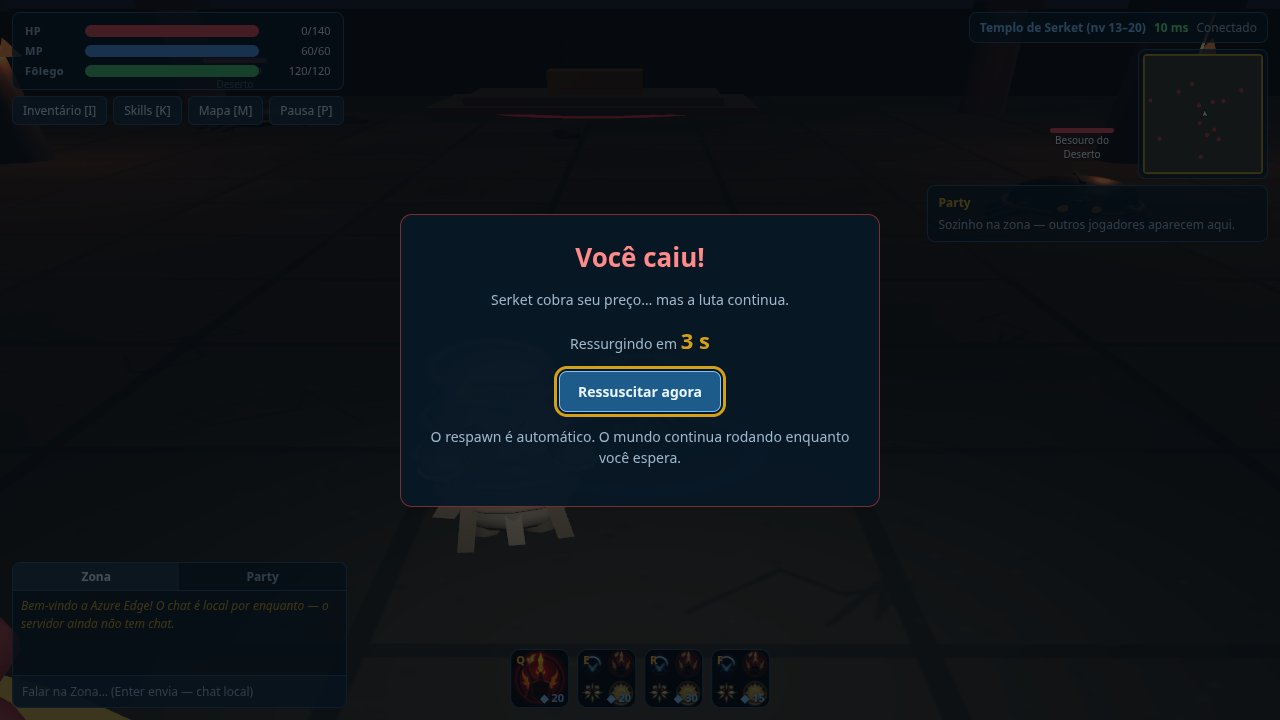 HP 0/140
MP 60/60
Fôlego 120/120
Deserto
Inventário [I] Skills [K] Mapa [M] Pausa [P]
Templo de Serket (nv 13–20) 10 ms Conectado
Besouro do
Deserto
Party
Sozinho na zona — outros jogadores aparecem aqui.
Você caiu!
Serket cobra seu preço… mas a luta continua.
Ressurgindo em 3 s
Ressuscitar agora
O respawn é automático. O mundo continua rodando enquanto
você espera.
Zona Party
Bem-vindo a Azure Edge! O chat é local por enquanto — o
servidor ainda não tem chat.
Falar na Zona… (Enter envia — chat local)
Q E R F
20 20 30 15